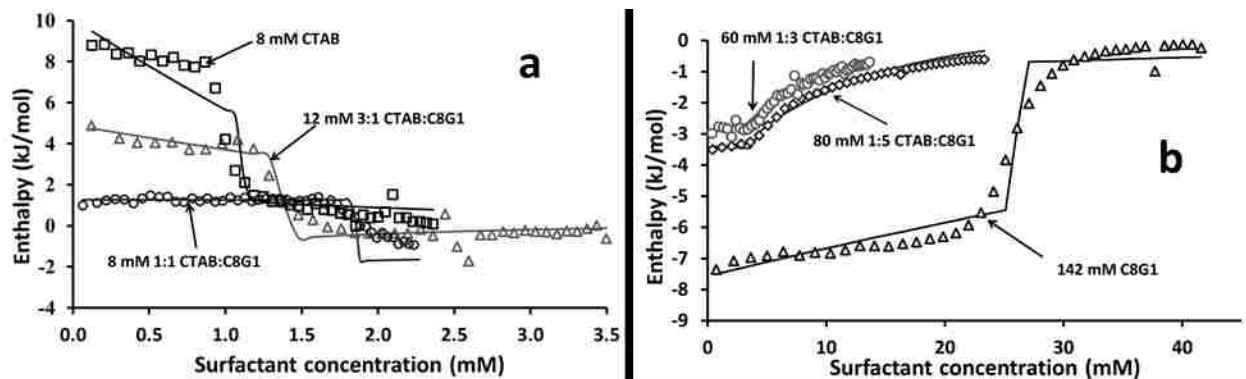 a
8 mM CTAB
12 mM 3:1 CTAB:C8G1
8 mM 1:1 CTAB:C8G1
Enthalpy (kJ/mol)
10
8
6
4
2
0
-2
-4
0.0 0.5 1.0 1.5 2.0 2.5 3.0 3.5
Surfactant concentration (mM)
b
60 mM 1:3 CTAB:C8G1
80 mM 1:5 CTAB:C8G1
142 mM C8G1
Enthalpy (kJ/mol)
-0
-1
-2
-3
-4
-5
-6
-7
-8
-9
0 10 20 30 40
Surfactant concentration (mM)